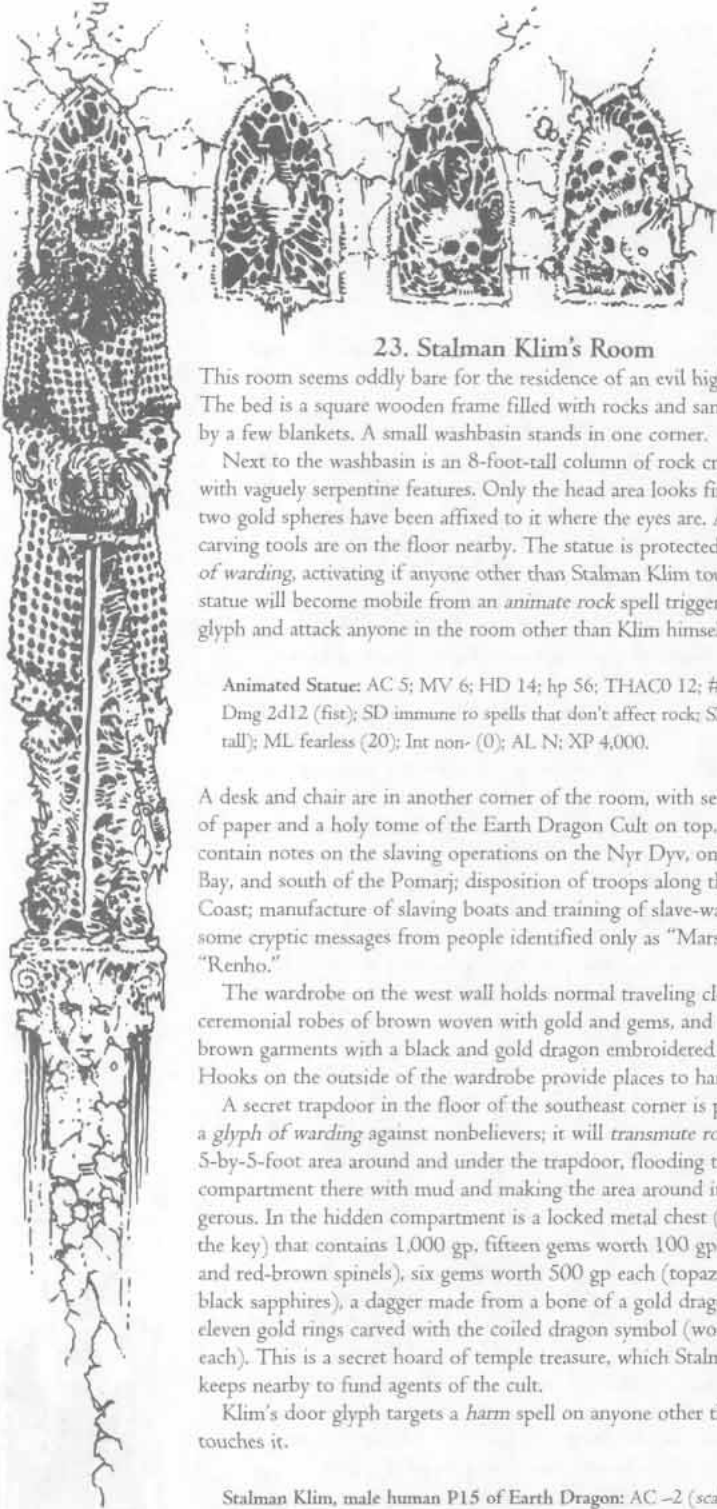 23. Stalman Klim's Room
This room seems oddly bare for the residence of an evil hig
The bed is a square wooden frame filled with rocks and san
by a few blankets. A small washbasin stands in one corner.
Next to the washbasin is an 8-foot-tall column of rock cr
with vaguely serpentine features. Only the head area looks fi
two gold spheres have been affixed to it where the eyes are. A
carving tools are on the floor nearby. The statue is protected
of warding, activating if anyone other than Stalman Klim tou
statue will become mobile from an animate rock spell trigger
glyph and attack anyone in the room other than Klim himse
Animated Statue: AC 5; MV 6; HD 14; hp 56; THAC0 12; #
Dmg 2d12 (fist); SD immune to spells that don't affect rock; S
tall); ML fearless (20); Int non- (0); AL N; XP 4,000.
A desk and chair are in another corner of the room, with se
of paper and a holy tome of the Earth Dragon Cult on top.
contain notes on the slaving operations on the Nyr Dyv, on
Bay, and south of the Pomarj; disposition of troops along th
Coast; manufacture of slaving boats and training of slave-wa
some cryptic messages from people identified only as "Mars
"Renho."
The wardrobe on the west wall holds normal traveling cl
ceremonial robes of brown woven with gold and gems, and
brown garments with a black and gold dragon embroidered
Hooks on the outside of the wardrobe provide places to han
A secret trapdoor in the floor of the southeast corner is p
a glyph of warding against nonbelievers; it will transmute ro
5-by-5-foot area around and under the trapdoor, flooding t
compartment there with mud and making the area around i
gerous. In the hidden compartment is a locked metal chest (
the key) that contains 1,000 gp, fifteen gems worth 100 gp
and red-brown spinels), six gems worth 500 gp each (topaz
black sapphires), a dagger made from a bone of a gold drag
eleven gold rings carved with the coiled dragon symbol (wo
each). This is a secret hoard of temple treasure, which Stalm
keeps nearby to fund agents of the cult.
Klim's door glyph targets a harm spell on anyone other th
touches it.
Stalman Klim, male human P15 of Earth Dragon: AC –2 (sca